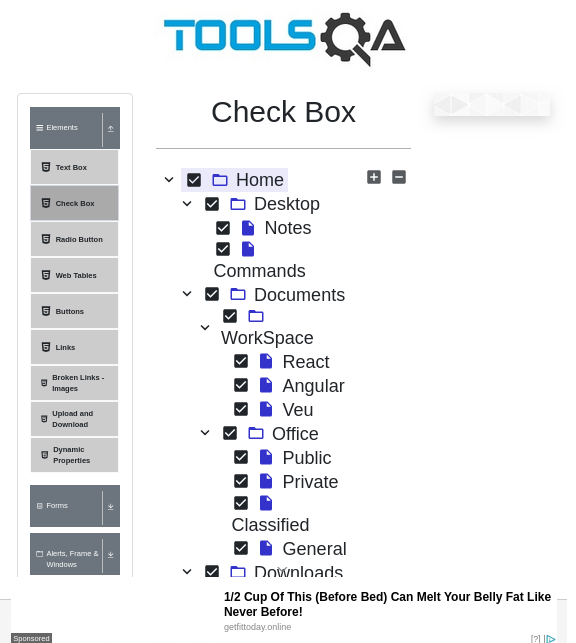 TOOLSQA
Check Box
Elements
Text Box
Check Box
Radio Button
Web Tables
Buttons
Links
Broken Links -
Images
Upload and
Download
Dynamic
Properties
Forms
Alerts, Frame &
Windows
Home
Desktop
Notes
Commands
Documents
WorkSpace
React
Angular
Veu
Office
Public
Private
Classified
General
Downloads
1/2 Cup Of This (Before Bed) Can Melt Your Belly Fat Like
Never Before!
getfittoday.online
Sponsored
[?]